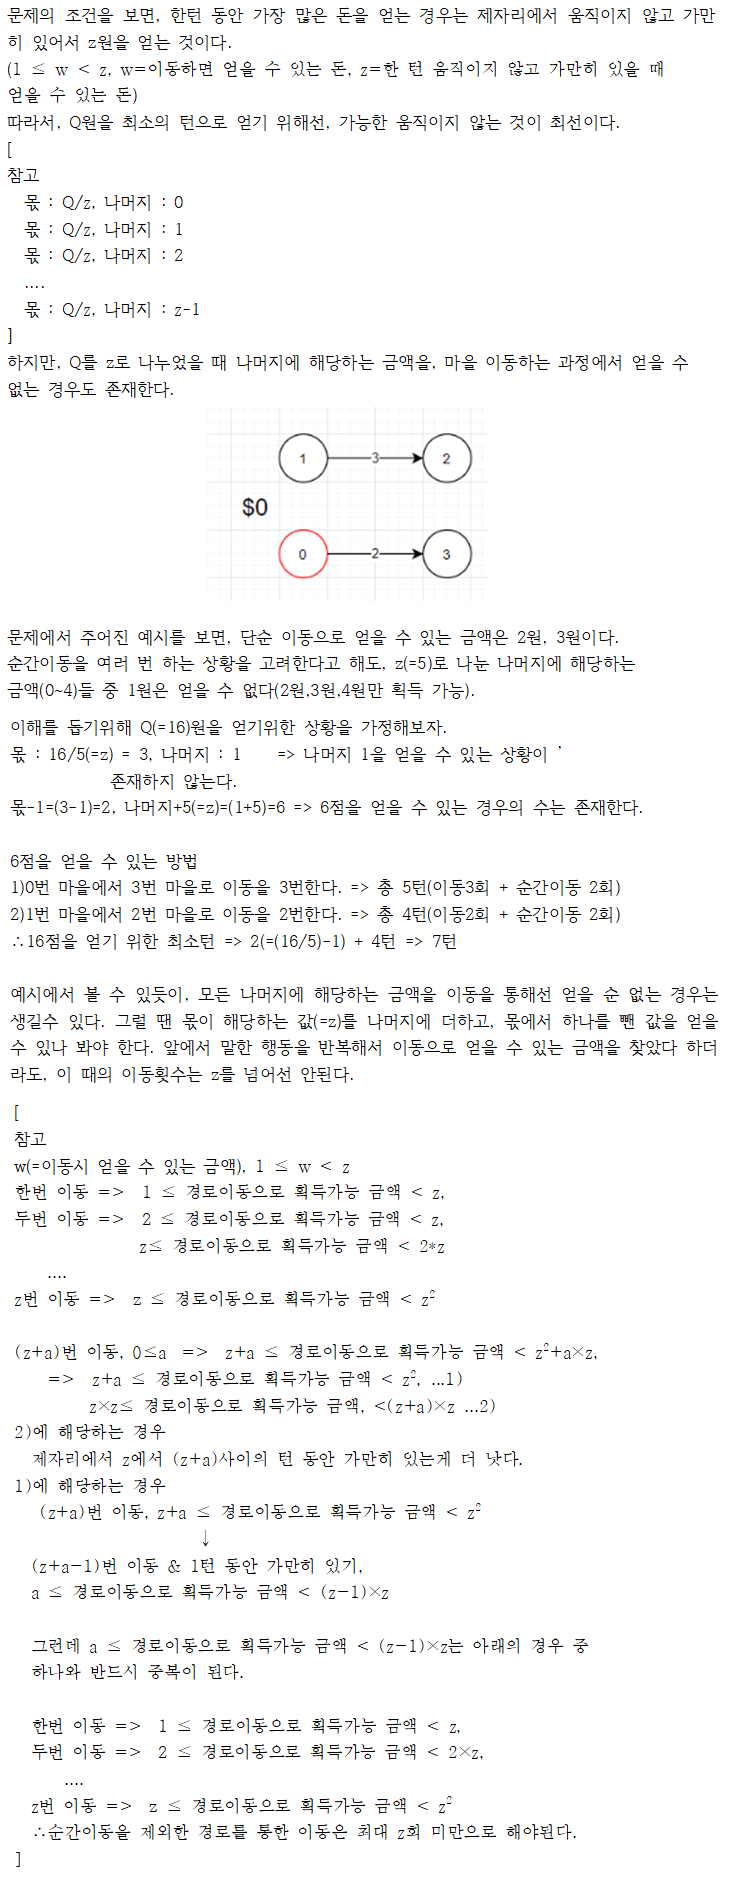 문제의 조건을 보면, 한턴 동안 가장 많은 돈을 얻는 경우는 제자리에서 움직이지 않고 가만
히 있어서 z원을 얻는 것이다.
(1 ≤ w < z, w=이동하면 얻을 수 있는 돈, z=한 턴 움직이지 않고 가만히 있을 때
얻을 수 있는 돈)
따라서, Q원을 최소의 턴으로 얻기 위해선, 가능한 움직이지 않는 것이 최선이다.
[
참고
몫 : Q/z, 나머지 : 0
몫 : Q/z, 나머지 : 1
몫 : Q/z, 나머지 : 2
....
몫 : Q/z, 나머지 : z-1
]
하지만, Q를 z로 나누었을 때 나머지에 해당하는 금액을, 마을 이동하는 과정에서 얻을 수
없는 경우도 존재한다.
1 3 2
$0
0 2 3
문제에서 주어진 예시를 보면, 단순 이동으로 얻을 수 있는 금액은 2원, 3원이다.
순간이동을 여러 번 하는 상황을 고려한다고 해도, z(=5)로 나눈 나머지에 해당하는
금액(0~4)들 중 1원은 얻을 수 없다(2원,3원,4원만 획득 가능).
이해를 돕기위해 Q(=16)원을 얻기위한 상황을 가정해보자.
몫 : 16/5(=z) = 3, 나머지 : 1 => 나머지 1을 얻을 수 있는 상황이 '
존재하지 않는다.
몫-1=(3-1)=2, 나머지+5(=z)=(1+5)=6 => 6점을 얻을 수 있는 경우의 수는 존재한다.
6점을 얻을 수 있는 방법
1)0번 마을에서 3번 마을로 이동을 3번한다. => 총 5턴(이동3회 + 순간이동 2회)
2)1번 마을에서 2번 마을로 이동을 2번한다. => 총 4턴(이동2회 + 순간이동 2회)
∴16점을 얻기 위한 최소턴 => 2(=(16/5)-1) + 4턴 => 7턴
예시에서 볼 수 있듯이, 모든 나머지에 해당하는 금액을 이동을 통해선 얻을 순 없는 경우는
생길수 있다. 그럴 땐 몫이 해당하는 값(=z)를 나머지에 더하고, 몫에서 하나를 뺀 값을 얻을
수 있나 봐야 한다. 앞에서 말한 행동을 반복해서 이동으로 얻을 수 있는 금액을 찾았다 하더
라도, 이 때의 이동횟수는 z를 넘어선 안된다.
[
참고
w(=이동시 얻을 수 있는 금액), 1 ≤ w < z
한번 이동 => 1 ≤ 경로이동으로 획득가능 금액 < z,
두번 이동 => 2 ≤ 경로이동으로 획득가능 금액 < z,
z≤ 경로이동으로 획득가능 금액 < 2*z
....
z번 이동 => z ≤ 경로이동으로 획득가능 금액 < z²
(z+a)번 이동, 0≤a => z+a ≤ 경로이동으로 획득가능 금액 < z²+a×z,
=> z+a ≤ 경로이동으로 획득가능 금액 < z², ...1)
z×z≤ 경로이동으로 획득가능 금액, <(z+a)×z ...2)
2)에 해당하는 경우
제자리에서 z에서 (z+a)사이의 턴 동안 가만히 있는게 더 낫다.
1)에 해당하는 경우
(z+a)번 이동, z+a ≤ 경로이동으로 획득가능 금액 < z²
↓
(z+a-1)번 이동 & 1턴 동안 가만히 있기,
a ≤ 경로이동으로 획득가능 금액 < (z-1)×z
그런데 a ≤ 경로이동으로 획득가능 금액 < (z-1)×z는 아래의 경우 중
하나와 반드시 중복이 된다.
한번 이동 => 1 ≤ 경로이동으로 획득가능 금액 < z,
두번 이동 => 2 ≤ 경로이동으로 획득가능 금액 < 2×z,
....
z번 이동 => z ≤ 경로이동으로 획득가능 금액 < z²
∴순간이동을 제외한 경로를 통한 이동은 최대 z회 미만으로 해야된다.
]